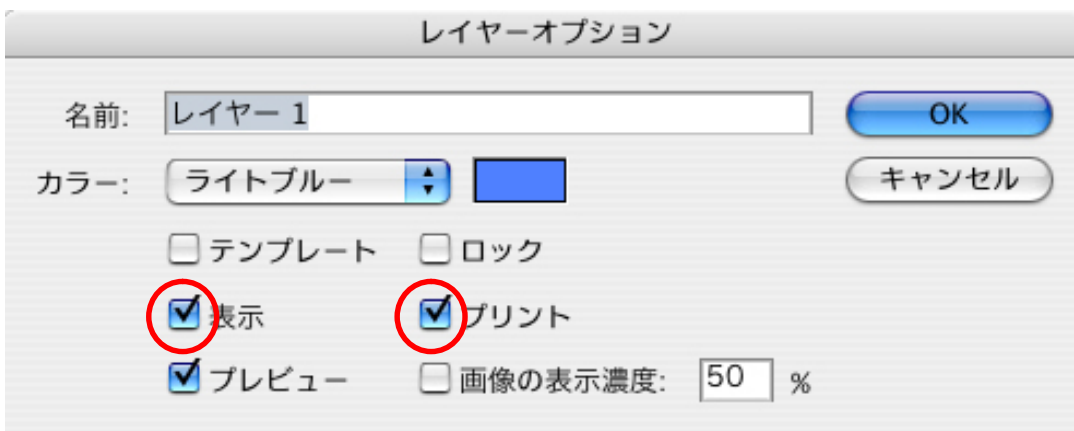 レイヤーオプション
名前: レイヤー 1 OK
カラー: ライトブルー キャンセル
テンプレート ロック
表示 プリント
プレビュー 画像の表示濃度: 50 %